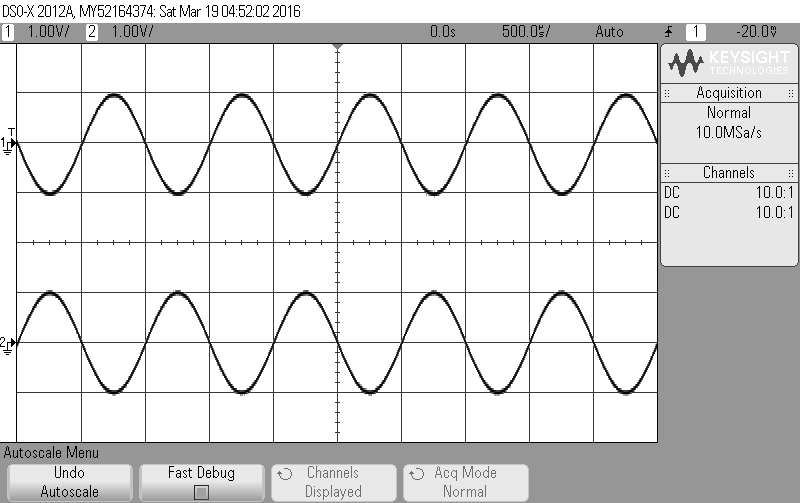 DSO-X 2012A, MY52164374: Sat Mar 19 04:52:02 2016
1 1.00V/ 2 1.00V/ 0.0s 500.0us/ Auto 1 -20.0V
KEYSIGHT
TECHNOLOGIES
Acquisition
Normal
10.0MSa/s
Channels
DC 10.0:1
DC 10.0:1
T
1
2
Autoscale Menu
Undo
Autoscale
Fast Debug
Channels
Displayed
Acq Mode
Normal